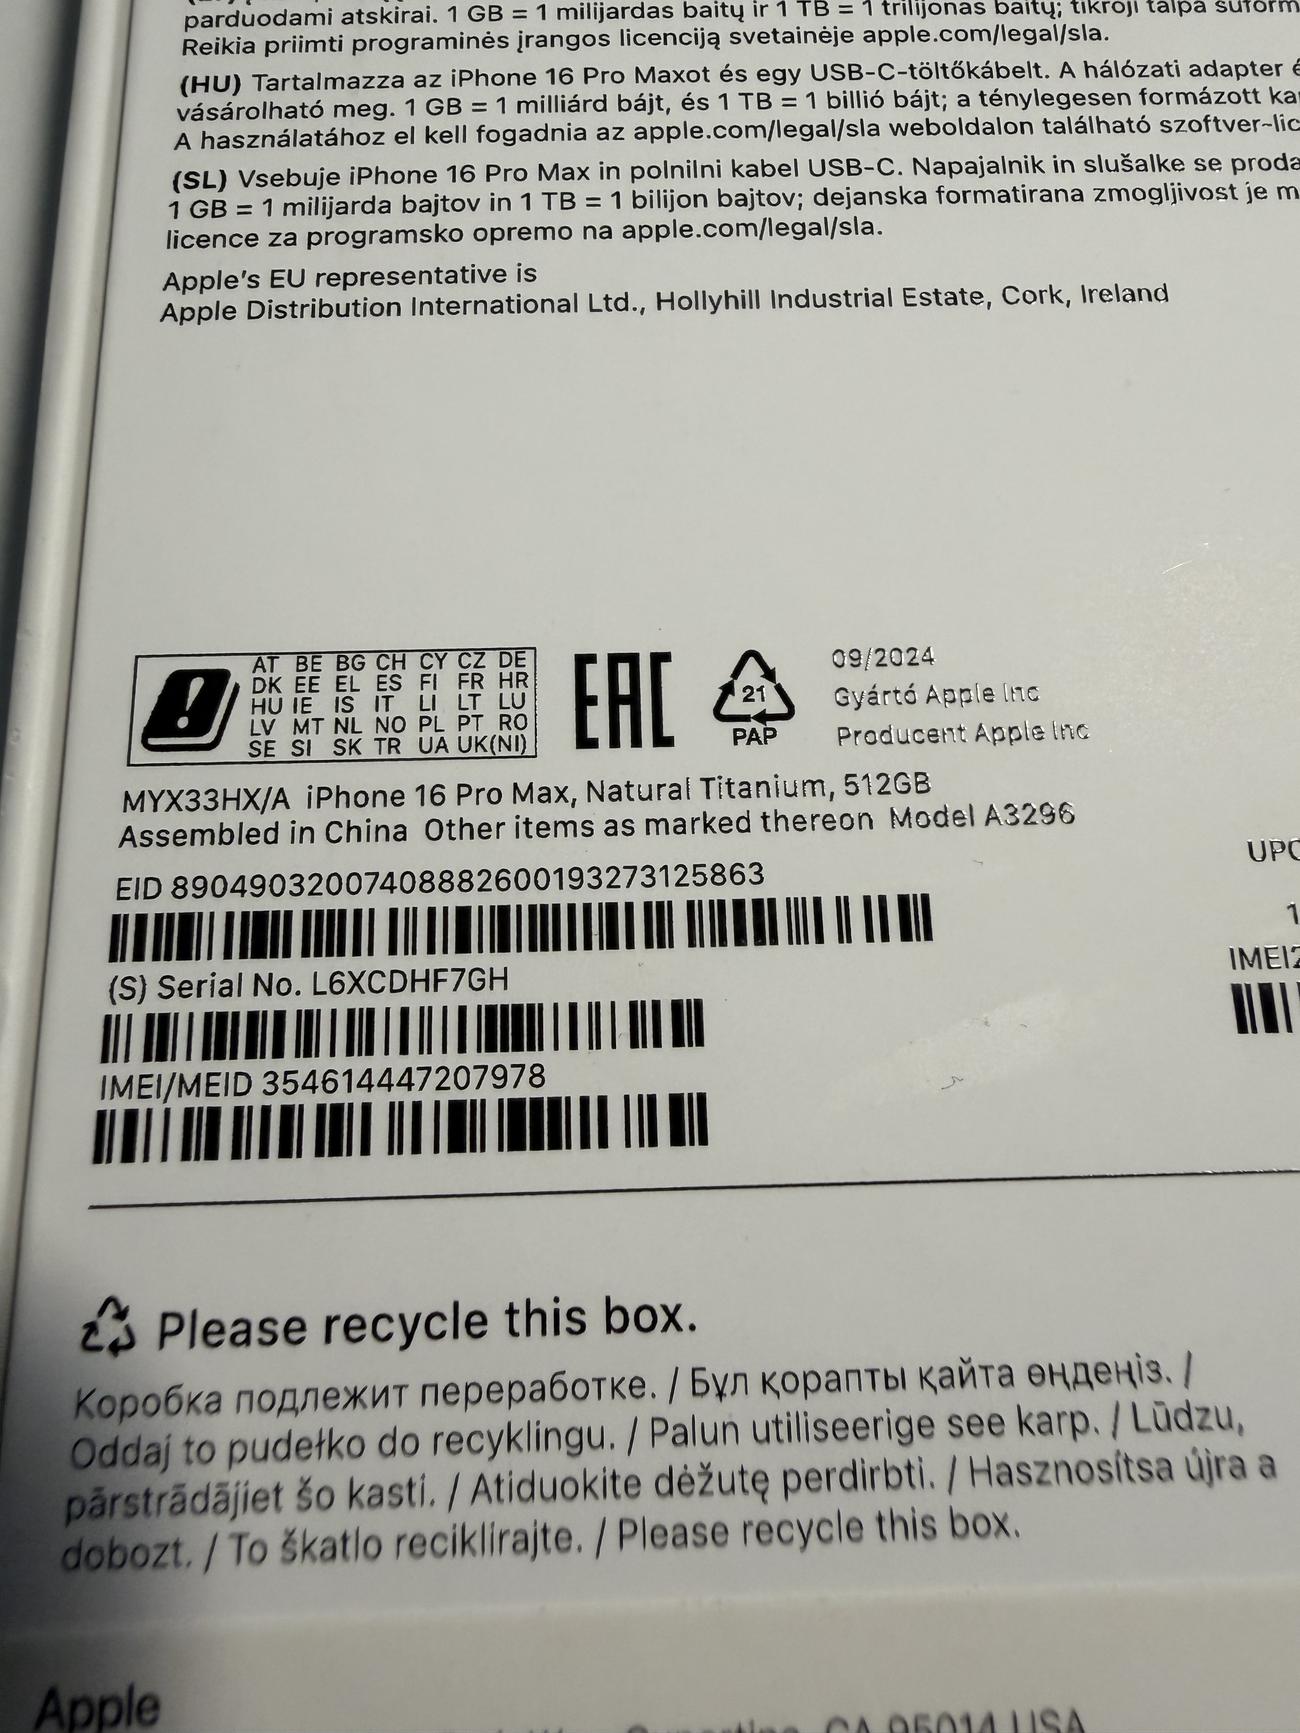 parduodami atskirai. 1 GB = 1 milijardas baitų ir 1 TB = 1 trilijonas baitų; tikroji talpa
Reikia priimti programinės įrangos licenciją svetainėje apple.com/legal/sla.
(HU) Tartalmazza az iPhone 16 Pro Maxot és egy USB-C-töltőkábelt. A hálózati adapter
vásárolható meg. 1 GB = 1 milliárd bájt, és 1 TB = 1 billió bájt; a ténylegesen formázott
A használatához el kell fogadnia az apple.com/legal/sla weboldalon található szoftver-lic
(SL) Vsebuje iPhone 16 Pro Max in polnilni kabel USB-C. Napajalnik in slušalke se proda
1 GB = 1 milijarda bajtov in 1 TB = 1 bilijon bajtov; dejanska formatirana zmogljivost je m
licence za programsko opremo na apple.com/legal/sla.
Apple's EU representative is
Apple Distribution International Ltd., Hollyhill Industrial Estate, Cork, Ireland
AT BE BG CH CY CZ DE
DK EE EL ES FI FR HR
HU IE IS IT LI LT LU
LV MT NL NO PL PT RO
SE SI SK TR UA UK(NI)
EAC
21
PAP
09/2024
Gyártó Apple Inc
Producent Apple Inc
MYX33HX/A iPhone 16 Pro Max, Natural Titanium, 512GB
Assembled in China Other items as marked thereon Model A3296
UPC
EID 89049032007408882600193273125863
1
(S) Serial No. L6XCDHF7GH
IMEI2
IMEI/MEID 354614447207978
Please recycle this box.
Коробка подлежит переработке. / Бұл қорапты қайта өңдеңіз. /
Oddaj to pudełko do recyklingu. / Palun utiliseerige see karp. / Lūdzu,
pārstrādājiet šo kasti. / Atiduokite dėžutę perdirbti. / Hasznosítsa újra a
dobozt. / To škatlo reciklirajte. / Please recycle this box.
Apple
CA 95014 USA